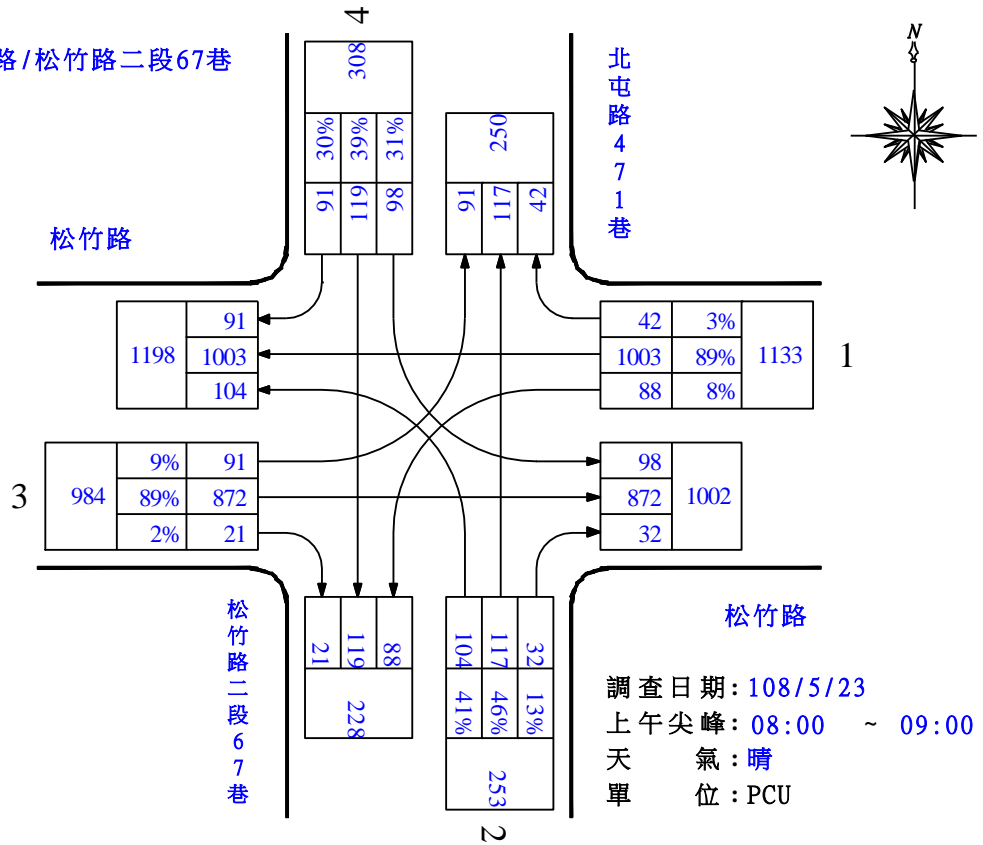 路/松竹路二段67巷
4
N
308
30% 39% 31%
91 119 98
250
91 117 42
北屯路471巷
松竹路
91
1198 1003
104
42 3%
1003 89% 1133
88 8%
1
3
9% 91
984 89% 872
2% 21
98
872 1002
32
松竹路二段67巷
21 119 88
228
104 117 32
41% 46% 13%
253
2
松竹路
調查日期:108/5/23
上午尖峰:08:00 ~ 09:00
天 氣:晴
單 位:PCU